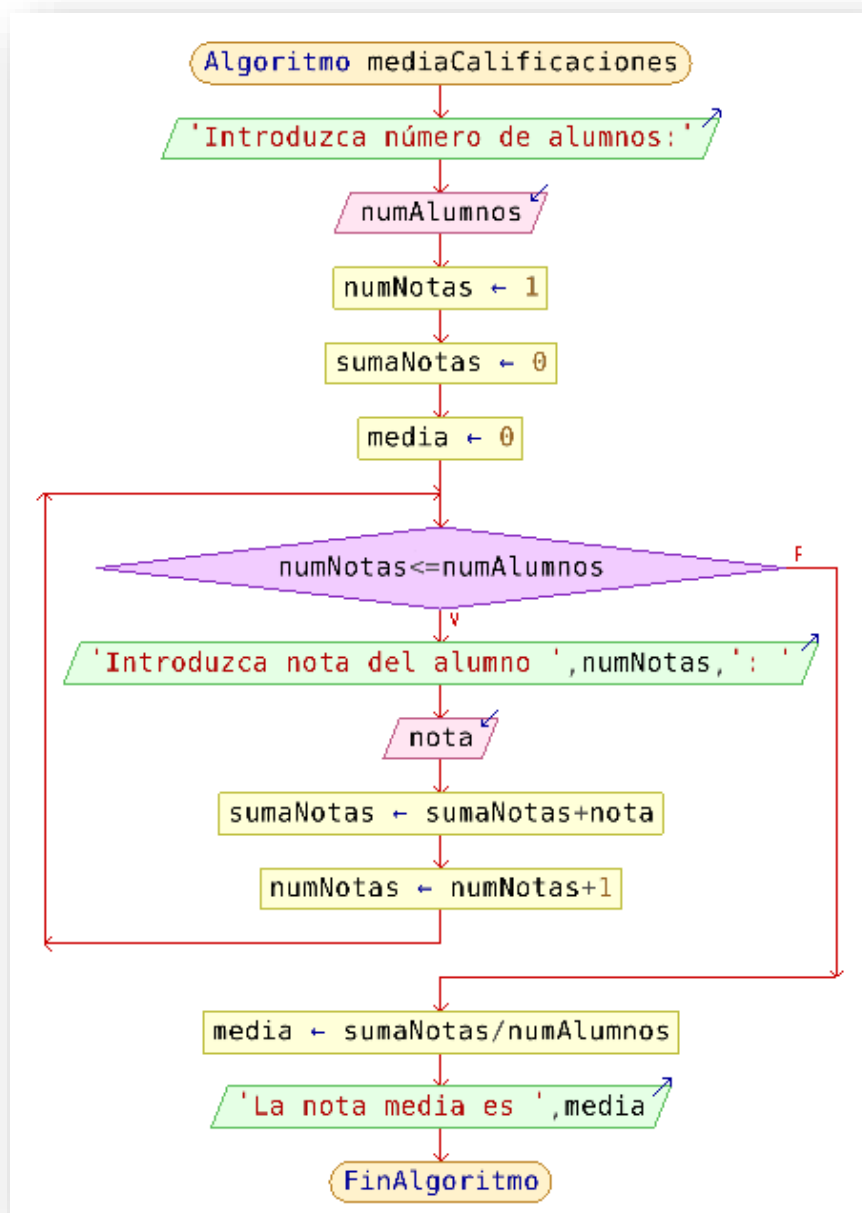 Algoritmo mediaCalificaciones
'Introduzca número de alumnos:'
numAlumnos
numNotas ← 1
sumaNotas ← 0
media ← 0
numNotas<=numAlumnos
F
V
'Introduzca nota del alumno ',numNotas,': '
nota
sumaNotas ← sumaNotas+nota
numNotas ← numNotas+1
media ← sumaNotas/numAlumnos
'La nota media es ',media
FinAlgoritmo